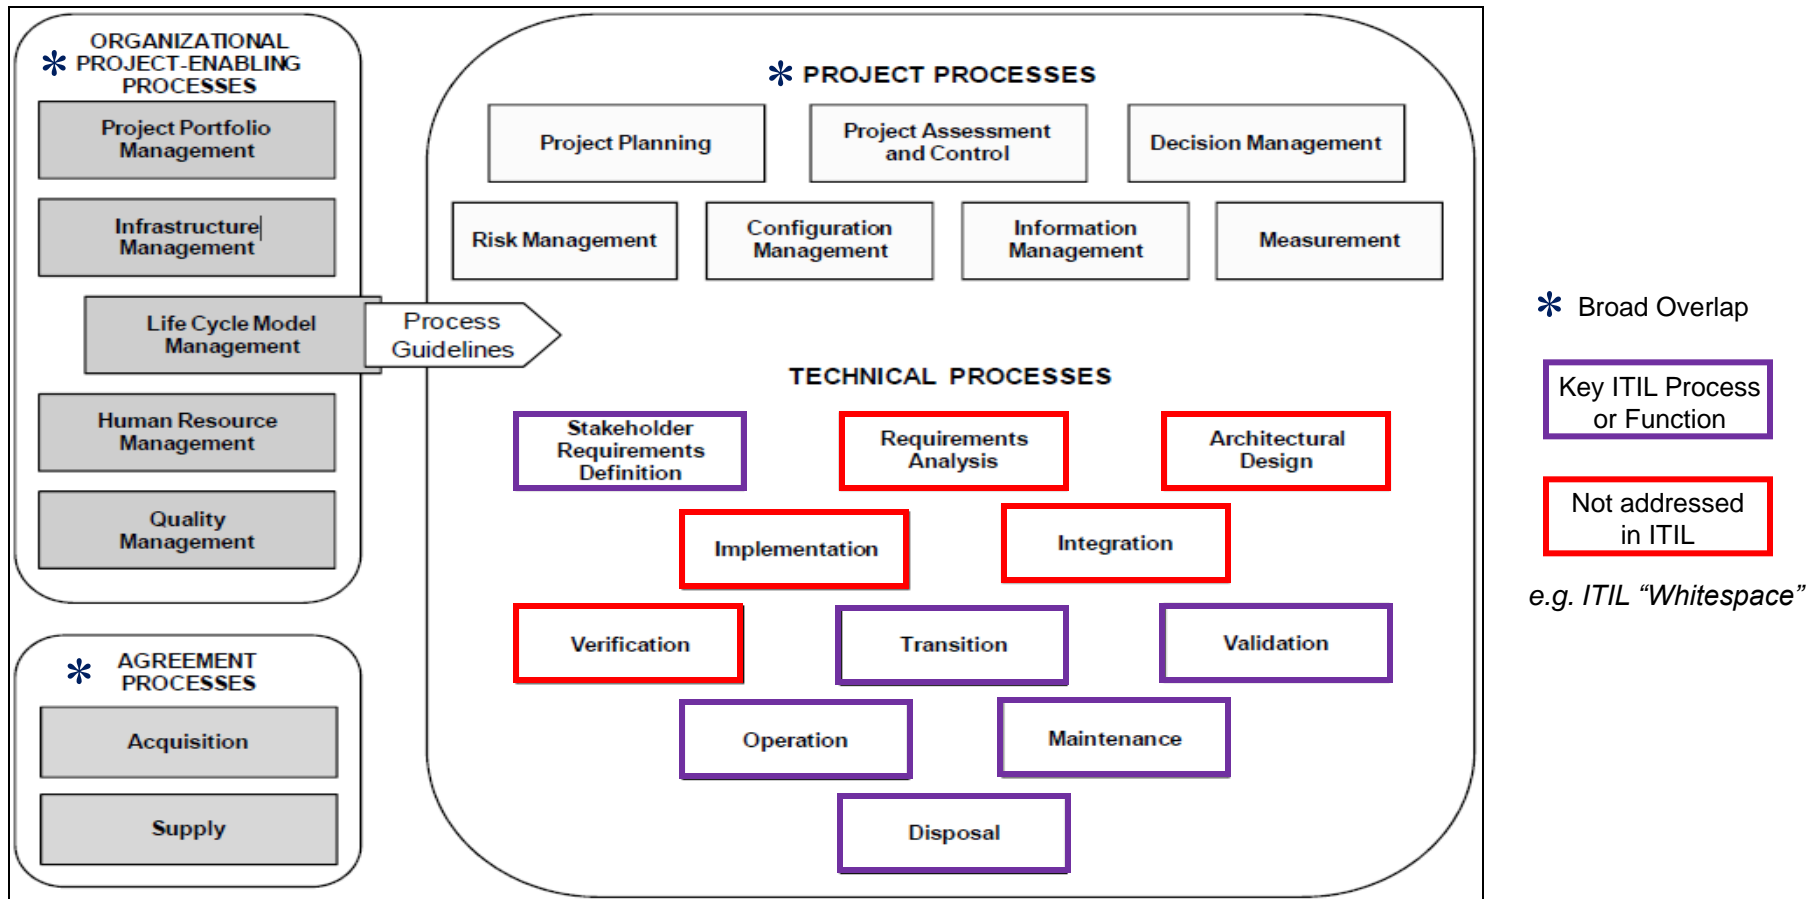 ORGANIZATIONAL
* PROJECT-ENABLING
PROCESSES
Project Portfolio
Management
Infrastructure
Management
Life Cycle Model
Management
Human Resource
Management
Quality
Management
Process
Guidelines
* AGREEMENT
PROCESSES
Acquisition
Supply
* PROJECT PROCESSES
Project Planning
Project Assessment
and Control
Decision Management
Risk Management
Configuration
Management
Information
Management
Measurement
TECHNICAL PROCESSES
Stakeholder
Requirements
Definition
Requirements
Analysis
Architectural
Design
Implementation
Integration
Verification
Transition
Validation
Operation
Maintenance
Disposal
* Broad Overlap
Key ITIL Process
or Function
Not addressed
in ITIL
e.g. ITIL “Whitespace”